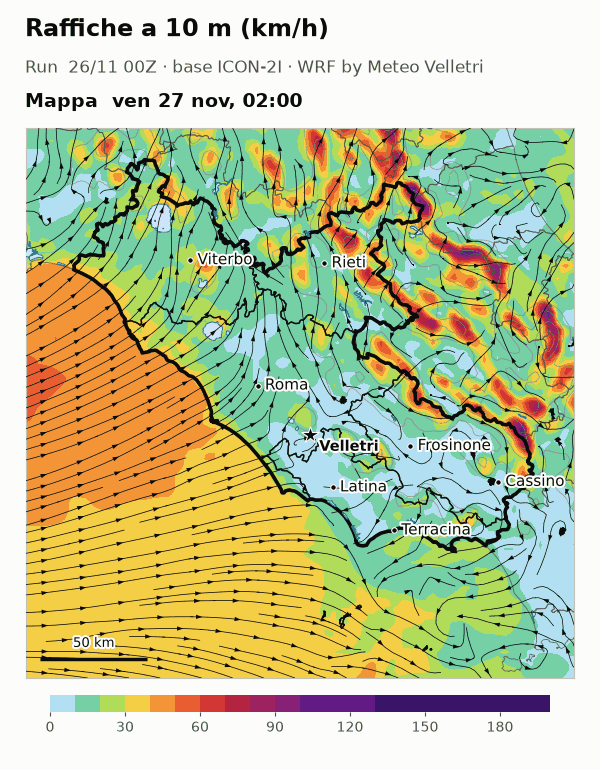 Raffiche a 10 m (km/h)
Run  26/11 00Z · base ICON-2I · WRF by Meteo Velletri
Mappa  ven 27 nov, 02:00
Viterbo
Rieti
Roma
Velletri
Frosinone
Latina
Cassino
Terracina
50 km
0 30 60 90 120 150 180